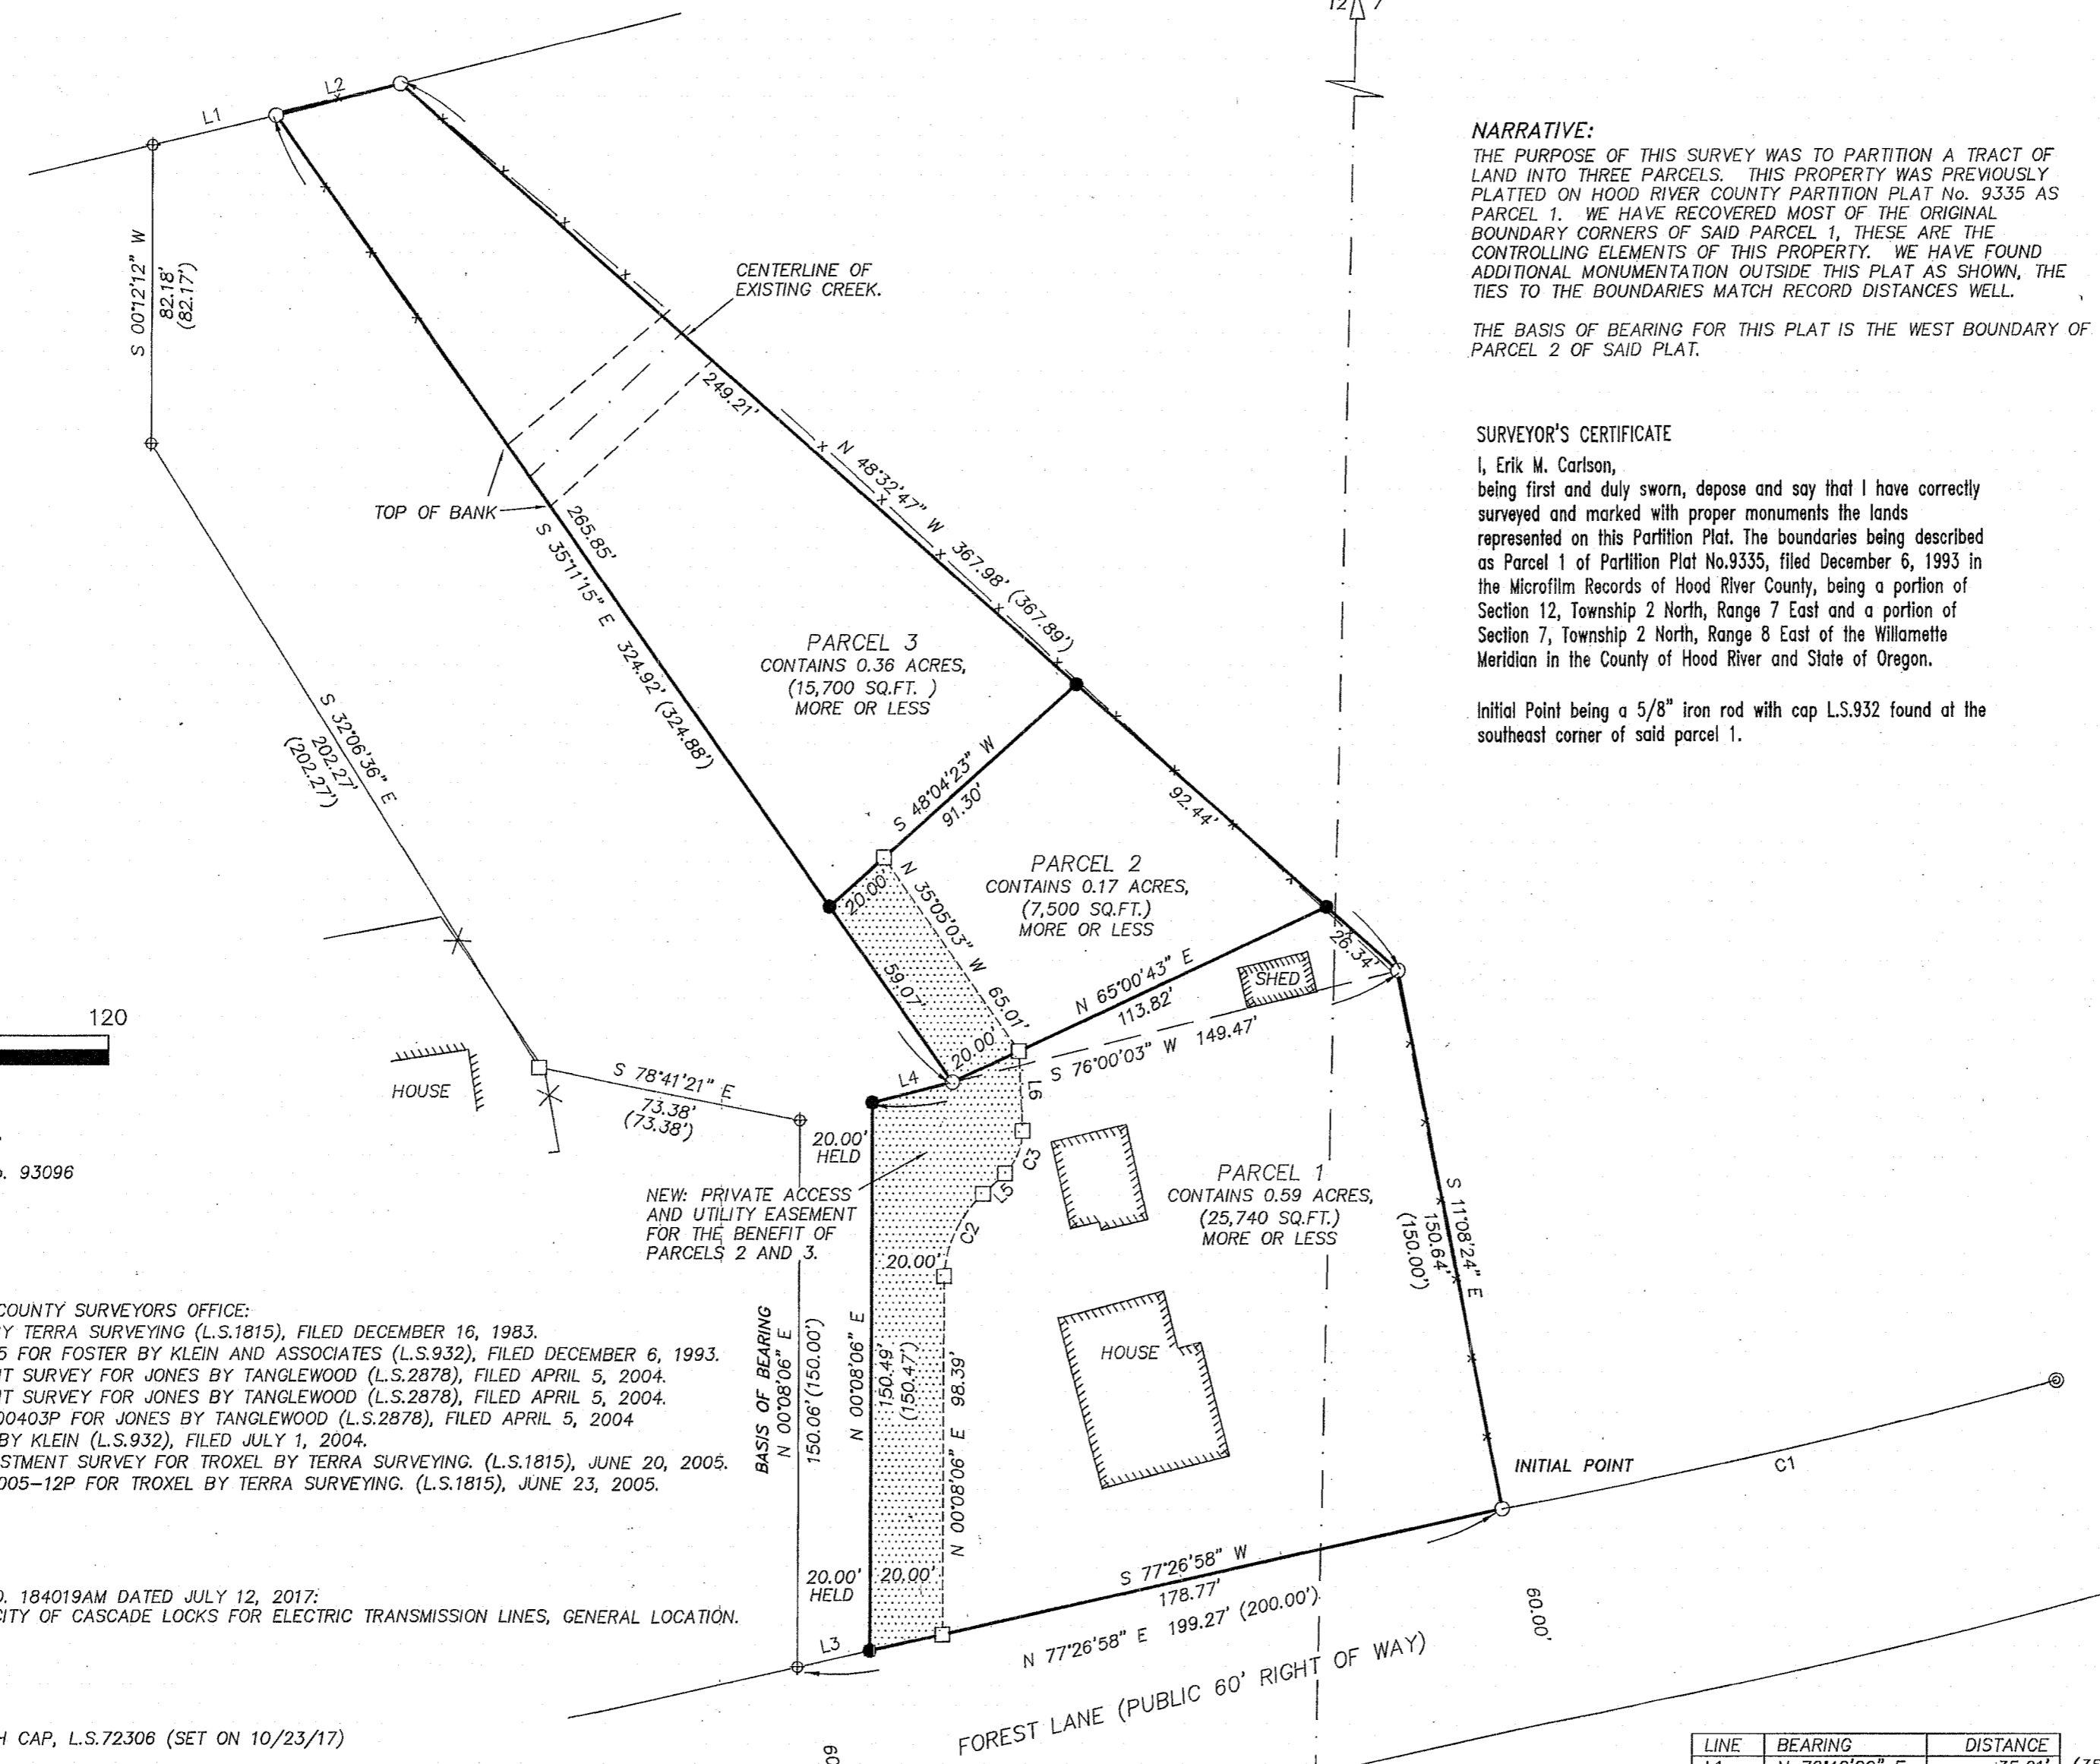 12 7
L2
L1
NARRATIVE:
THE PURPOSE OF THIS SURVEY WAS TO PARTITION A TRACT OF
LAND INTO THREE PARCELS. THIS PROPERTY WAS PREVIOUSLY
PLATTED ON HOOD RIVER COUNTY PARTITION PLAT No. 9335 AS
PARCEL 1. WE HAVE RECOVERED MOST OF THE ORIGINAL
BOUNDARY CORNERS OF SAID PARCEL 1, THESE ARE THE
CONTROLLING ELEMENTS OF THIS PROPERTY. WE HAVE FOUND
ADDITIONAL MONUMENTATION OUTSIDE THIS PLAT AS SHOWN, THE
TIES TO THE BOUNDARIES MATCH RECORD DISTANCES WELL.
THE BASIS OF BEARING FOR THIS PLAT IS THE WEST BOUNDARY OF
PARCEL 2 OF SAID PLAT.
SURVEYOR'S CERTIFICATE
I, Erik M. Carlson,
being first and duly sworn, depose and say that I have correctly
surveyed and marked with proper monuments the lands
represented on this Partition Plat. The boundaries being described
as Parcel 1 of Partition Plat No.9335, filed December 6, 1993 in
the Microfilm Records of Hood River County, being a portion of
Section 12, Township 2 North, Range 7 East and a portion of
Section 7, Township 2 North, Range 8 East of the Willamette
Meridian in the County of Hood River and State of Oregon.
Initial Point being a 5/8" iron rod with cap L.S.932 found at the
southeast corner of said parcel 1.
S 00°12'12" W
82.18'
(82.17')
CENTERLINE OF
EXISTING CREEK.
249.21'
N 48°32'47" W 367.98' (367.89')
TOP OF BANK
265.85'
S 35°11'15" E 324.92' (324.88')
S 32°06'36" E
202.27'
(202.27')
PARCEL 3
CONTAINS 0.36 ACRES,
(15,700 SQ.FT. )
MORE OR LESS
S 48°04'23" W
91.30'
92.44'
PARCEL 2
CONTAINS 0.17 ACRES,
(7,500 SQ.FT.)
MORE OR LESS
20.00'
N 35°05'03" W 65.01'
59.07'
20.00'
N 65°00'43" E
113.82'
26.34'
SHED
S 76°00'03" W 149.47'
120
HOUSE
S 78°41'21" E
73.38'
(73.38')
L4
L6
20.00'
HELD
C3
L5
C2
. 93096
NEW: PRIVATE ACCESS
AND UTILITY EASEMENT
FOR THE BENEFIT OF
PARCELS 2 AND 3.
20.00'
PARCEL 1
CONTAINS 0.59 ACRES,
(25,740 SQ.FT.)
MORE OR LESS
S 11°08'24" E
150.64'
(150.00')
HOUSE
COUNTY SURVEYORS OFFICE:
Y TERRA SURVEYING (L.S.1815), FILED DECEMBER 16, 1983.
5 FOR FOSTER BY KLEIN AND ASSOCIATES (L.S.932), FILED DECEMBER 6, 1993.
T SURVEY FOR JONES BY TANGLEWOOD (L.S.2878), FILED APRIL 5, 2004.
T SURVEY FOR JONES BY TANGLEWOOD (L.S.2878), FILED APRIL 5, 2004.
00403P FOR JONES BY TANGLEWOOD (L.S.2878), FILED APRIL 5, 2004
BY KLEIN (L.S.932), FILED JULY 1, 2004.
STMENT SURVEY FOR TROXEL BY TERRA SURVEYING. (L.S.1815), JUNE 20, 2005.
005-12P FOR TROXEL BY TERRA SURVEYING. (L.S.1815), JUNE 23, 2005.
BASIS OF BEARING
N 00°08'06" E
150.06' (150.00')
N 00°08'06" E
150.49'
(150.47')
N 00°08'06" E 98.39'
INITIAL POINT
C1
20.00'
HELD
20.00'
S 77°26'58" W
178.77'
N 77°26'58" E 199.27' (200.00')
60.00'
. 184019AM DATED JULY 12, 2017:
CITY OF CASCADE LOCKS FOR ELECTRIC TRANSMISSION LINES, GENERAL LOCATION.
L3
FOREST LANE (PUBLIC 60' RIGHT OF WAY)
H CAP, L.S.72306 (SET ON 10/23/17)
60
LINE BEARING DISTANCE